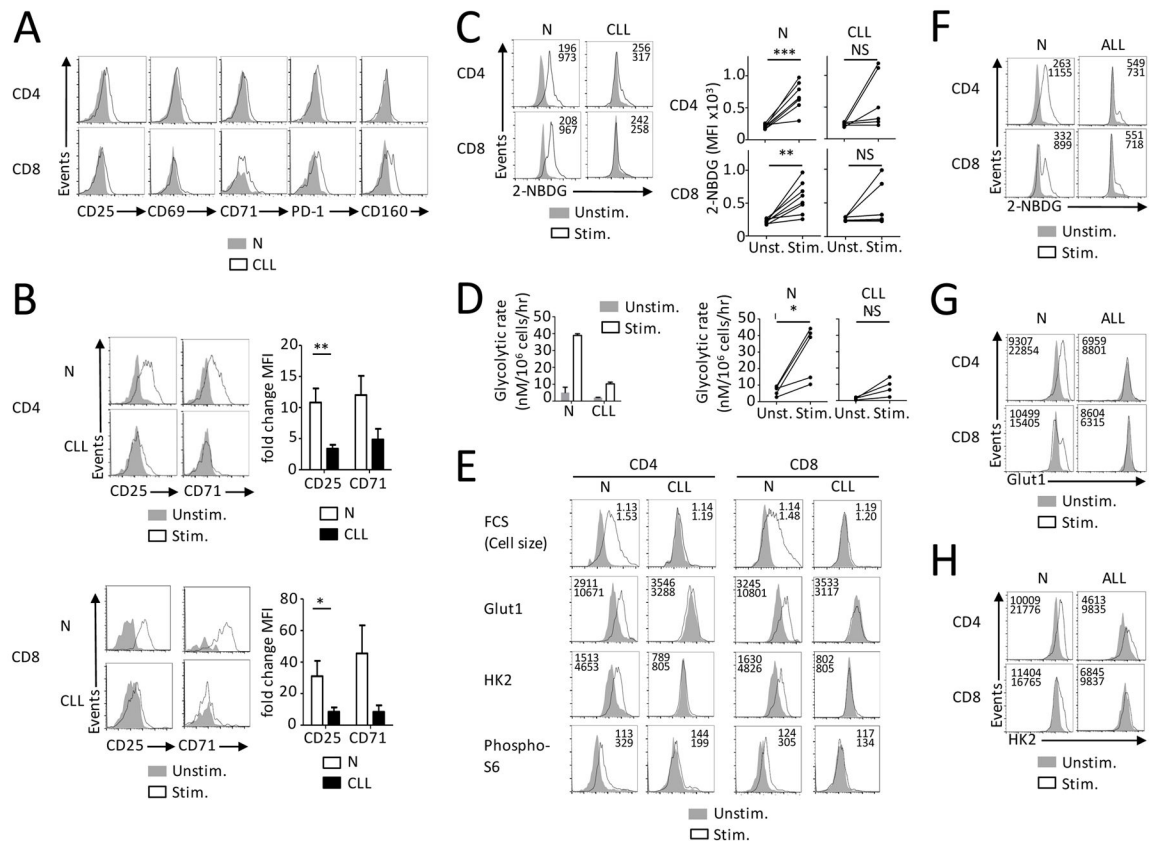 A
CD4
CD8
Events
CD25
CD69
CD71
PD-1
CD160
N
CLL
B
CD4
N
CLL
Events
CD25
CD71
Unstim.
Stim.
fold change MFI
20
15
10
5
0
**
CD25 CD71
N
CLL
CD8
N
CLL
Events
CD25
CD71
Unstim.
Stim.
fold change MFI
80
60
40
20
0
*
CD25 CD71
N
CLL
C
N
CLL
CD4
196
973
256
317
CD8
208
967
242
258
Events
2-NBDG
Unstim.
Stim.
N
CLL
***
NS
CD4
CD8
2-NBDG (MFI x10³)
1.0
0.5
0
**
NS
1.0
0.5
0
Unst. Stim.
Unst. Stim.
D
Glycolytic rate
(nM/10⁶ cells/hr)
50
40
30
20
10
0
N
CLL
Unstim.
Stim.
Glycolytic rate
(nM/10⁶ cells/hr)
50
40
30
20
10
0
N
*
CLL
NS
Unst. Stim.
Unst. Stim.
E
CD4
CD8
N
CLL
N
CLL
FCS
(Cell size)
1.13
1.53
1.14
1.19
1.14
1.48
1.19
1.20
Glut1
2911
10671
3546
3288
3245
10801
3533
3117
HK2
1513
4653
789
805
1630
4826
802
805
Phospho-
S6
113
329
144
199
124
305
117
134
Unstim.
Stim.
F
N
ALL
CD4
263
1155
549
731
CD8
332
899
551
718
Events
2-NBDG
Unstim.
Stim.
G
N
ALL
CD4
9307
22854
6959
8801
CD8
10499
15405
8604
6315
Events
Glut1
Unstim.
Stim.
H
N
ALL
CD4
10009
21776
4613
9835
CD8
11404
16765
6845
9837
Events
HK2
Unstim.
Stim.